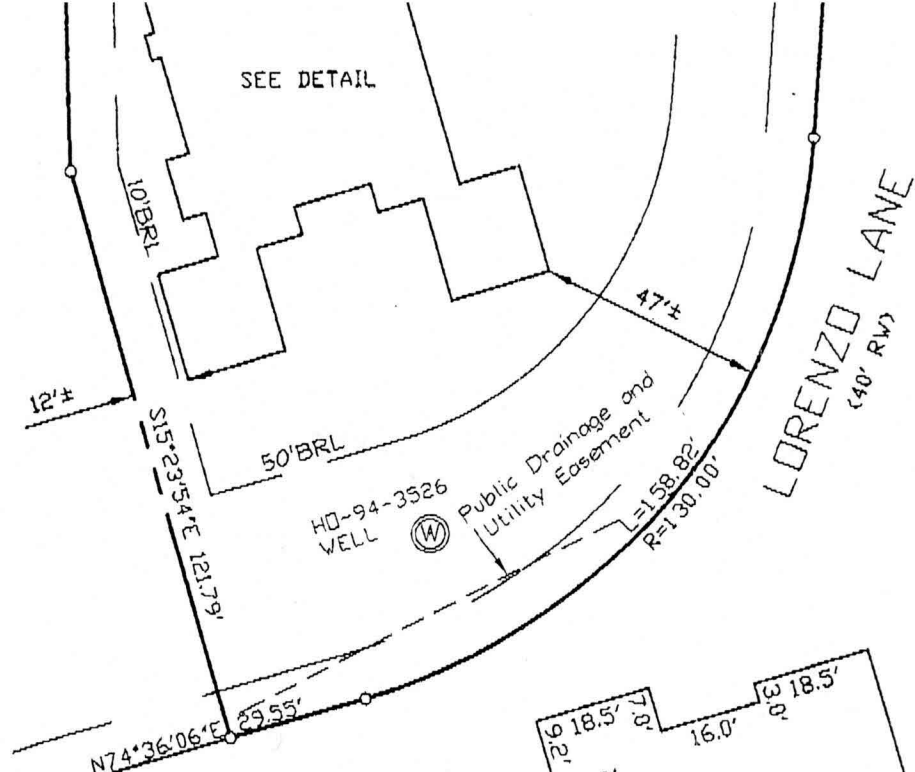 SEE DETAIL
10'BRL
47'±
LORENZO LANE
(40' RW)
12'±
S15°23'54"E 121.79'
50'BRL
Public Drainage and
Utility Easement
HO-94-3526
WELL
W
=158.82'
R=130.00'
N74°36'06"E 29.55'
9.2'
18.5'
7.0'
16.0'
3.0'
18.5'